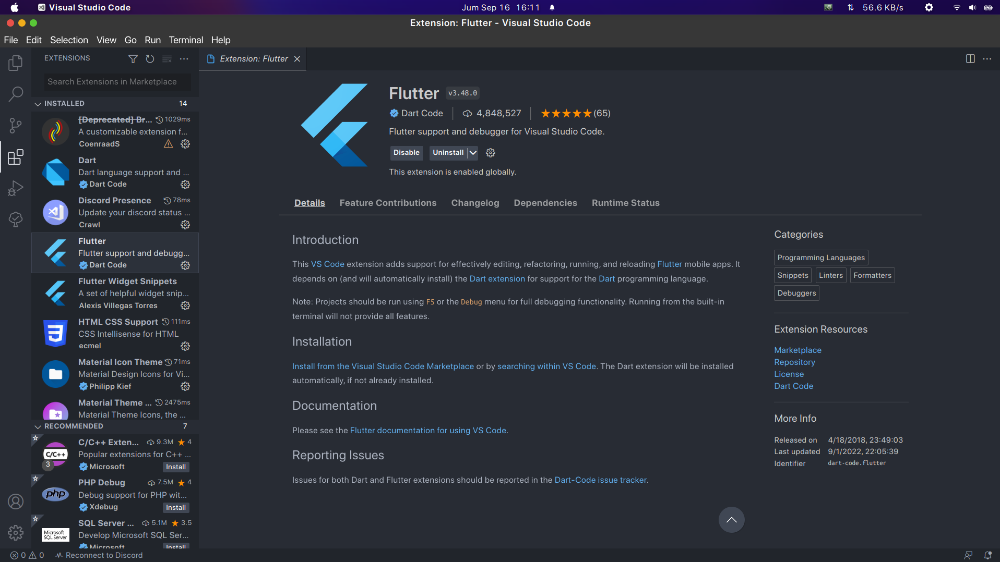 Visual Studio Code
Jum Sep 16 16:11
56.6 KB/s
Extension: Flutter - Visual Studio Code
File Edit Selection View Go Run Terminal Help
EXTENSIONS
Search Extensions in Marketplace
INSTALLED 14
[Deprecated] Br... 1029ms
A customizable extension f...
CoenraadS
Dart
Dart language support and ...
Dart Code
Discord Presence 78ms
Update your discord status ...
Crawl
Flutter
Flutter support and debugg...
Dart Code
Flutter Widget Snippets
A set of helpful widget snip...
Alexis Villegas Torres
HTML CSS Support 111ms
CSS Intellisense for HTML
ecmel
Material Icon Theme 71ms
Material Design Icons for Vi...
Philipp Kief
Material Theme ... 2475ms
Material Theme Icons, the ...
RECOMMENDED 7
C/C++ Exten... 9.3M 4
C/C++
3
Popular extensions for C++ ...
Microsoft Install
PHP Debug 7.5M 4
php
Debug support for PHP wit...
Xdebug Install
SQL Server ... 5.1M 3.5
Microsoft
SQL Server
Develop Microsoft SQL Ser...
Microsoft Install
Extension: Flutter
Flutter v3.48.0
Dart Code 4,848,527 (65)
Flutter support and debugger for Visual Studio Code.
Disable Uninstall
This extension is enabled globally.
Details Feature Contributions Changelog Dependencies Runtime Status
Introduction
This VS Code extension adds support for effectively editing, refactoring, running, and reloading Flutter mobile apps. It
depends on (and will automatically install) the Dart extension for support for the Dart programming language.
Note: Projects should be run using F5 or the Debug menu for full debugging functionality. Running from the built-in
terminal will not provide all features.
Installation
Install from the Visual Studio Code Marketplace or by searching within VS Code. The Dart extension will be installed
automatically, if not already installed.
Documentation
Please see the Flutter documentation for using VS Code.
Reporting Issues
Issues for both Dart and Flutter extensions should be reported in the Dart-Code issue tracker.
Categories
Programming Languages
Snippets Linters Formatters
Debuggers
Extension Resources
Marketplace
Repository
License
Dart Code
More Info
Released on 4/18/2018, 23:49:03
Last updated 9/1/2022, 22:05:39
Identifier dart-code.flutter
0 0 Reconnect to Discord